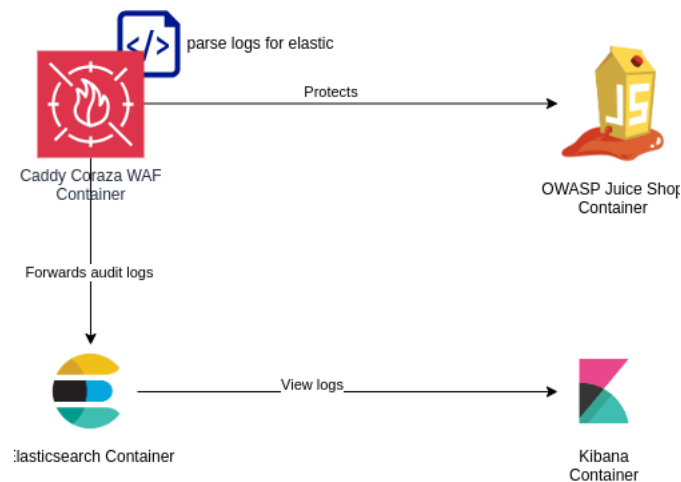 </>
parse logs for elastic
Protects
JS
Caddy Coraza WAF
Container
OWASP Juice Shop
Container
Forwards audit logs
View logs
Elasticsearch Container
Kibana
Container